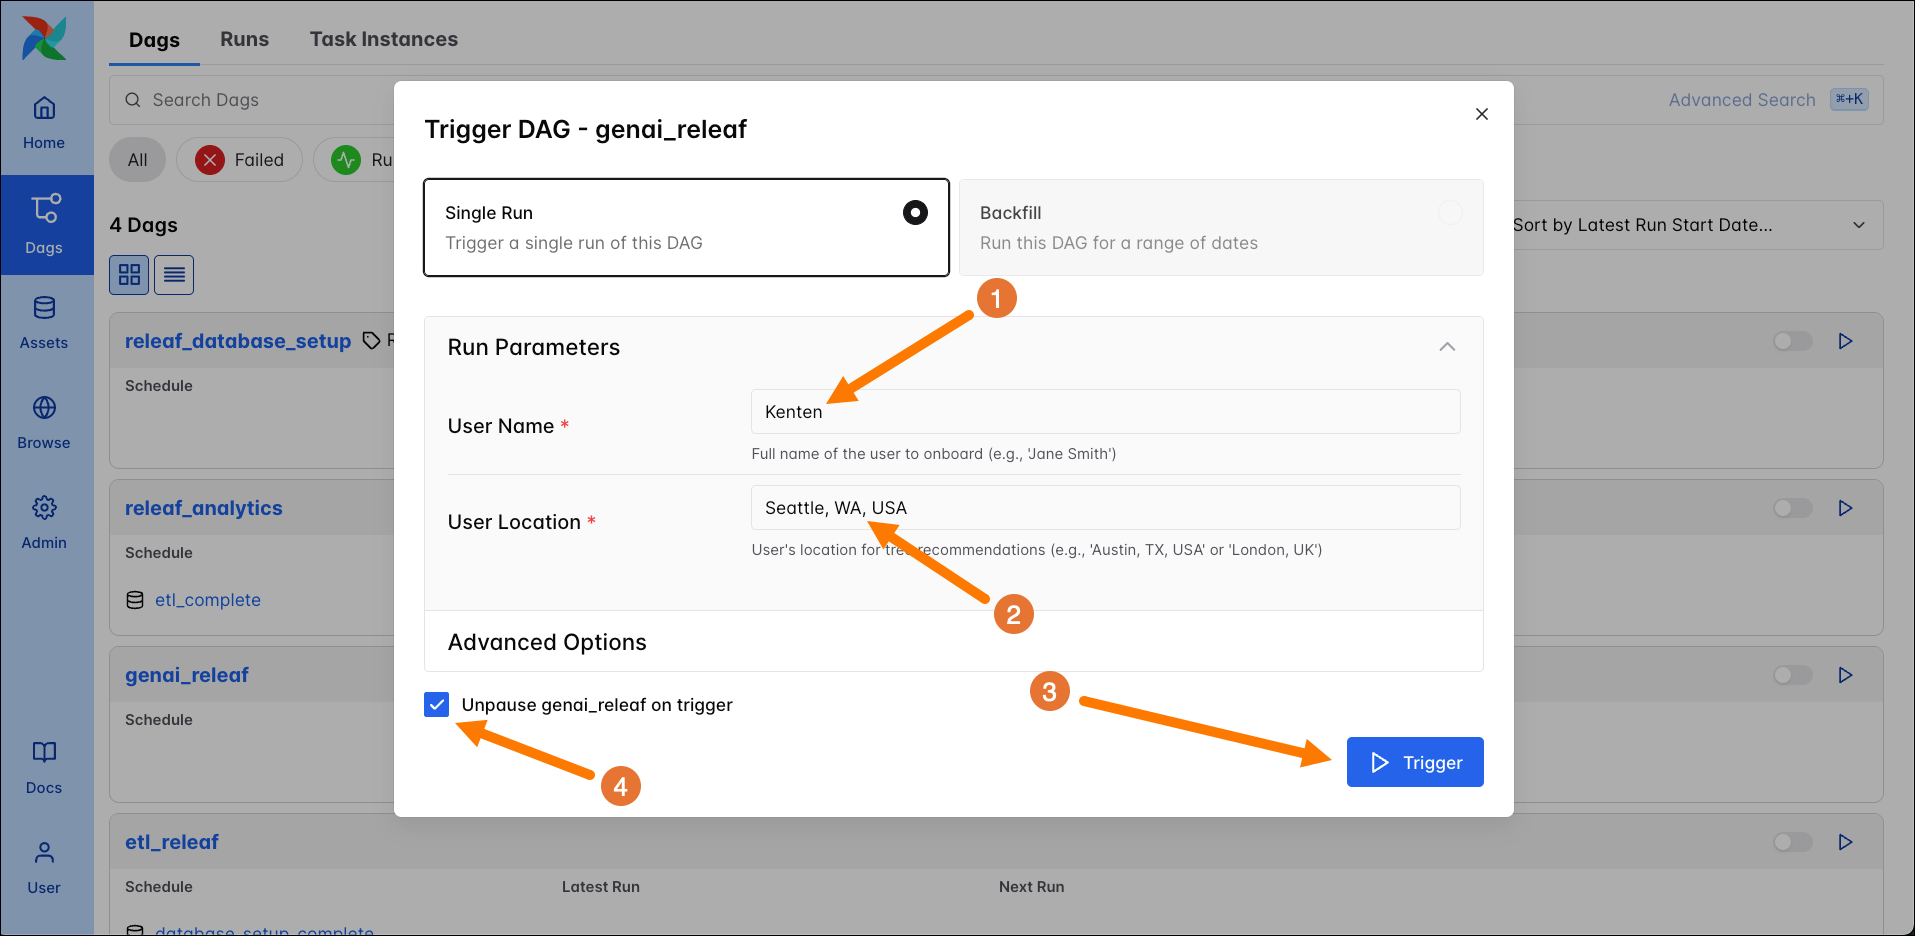 Dags Runs Task Instances
Search Dags
Advanced Search ⌘+K
Home
All Failed Ru
Dags
4 Dags
Sort by Latest Run Start Date...
Assets
Browse
Admin
Docs
User
releaf_database_setup
Schedule
releaf_analytics
Schedule
etl_complete
genai_releaf
Schedule
etl_releaf
Schedule Latest Run Next Run
database_setup_complete
Trigger DAG - genai_releaf
Single Run
Trigger a single run of this DAG
Backfill
Run this DAG for a range of dates
1
Run Parameters
User Name *
Kenten
Full name of the user to onboard (e.g., 'Jane Smith')
User Location *
Seattle, WA, USA
User's location for tree recommendations (e.g., 'Austin, TX, USA' or 'London, UK')
2
Advanced Options
3
Unpause genai_releaf on trigger
4
Trigger